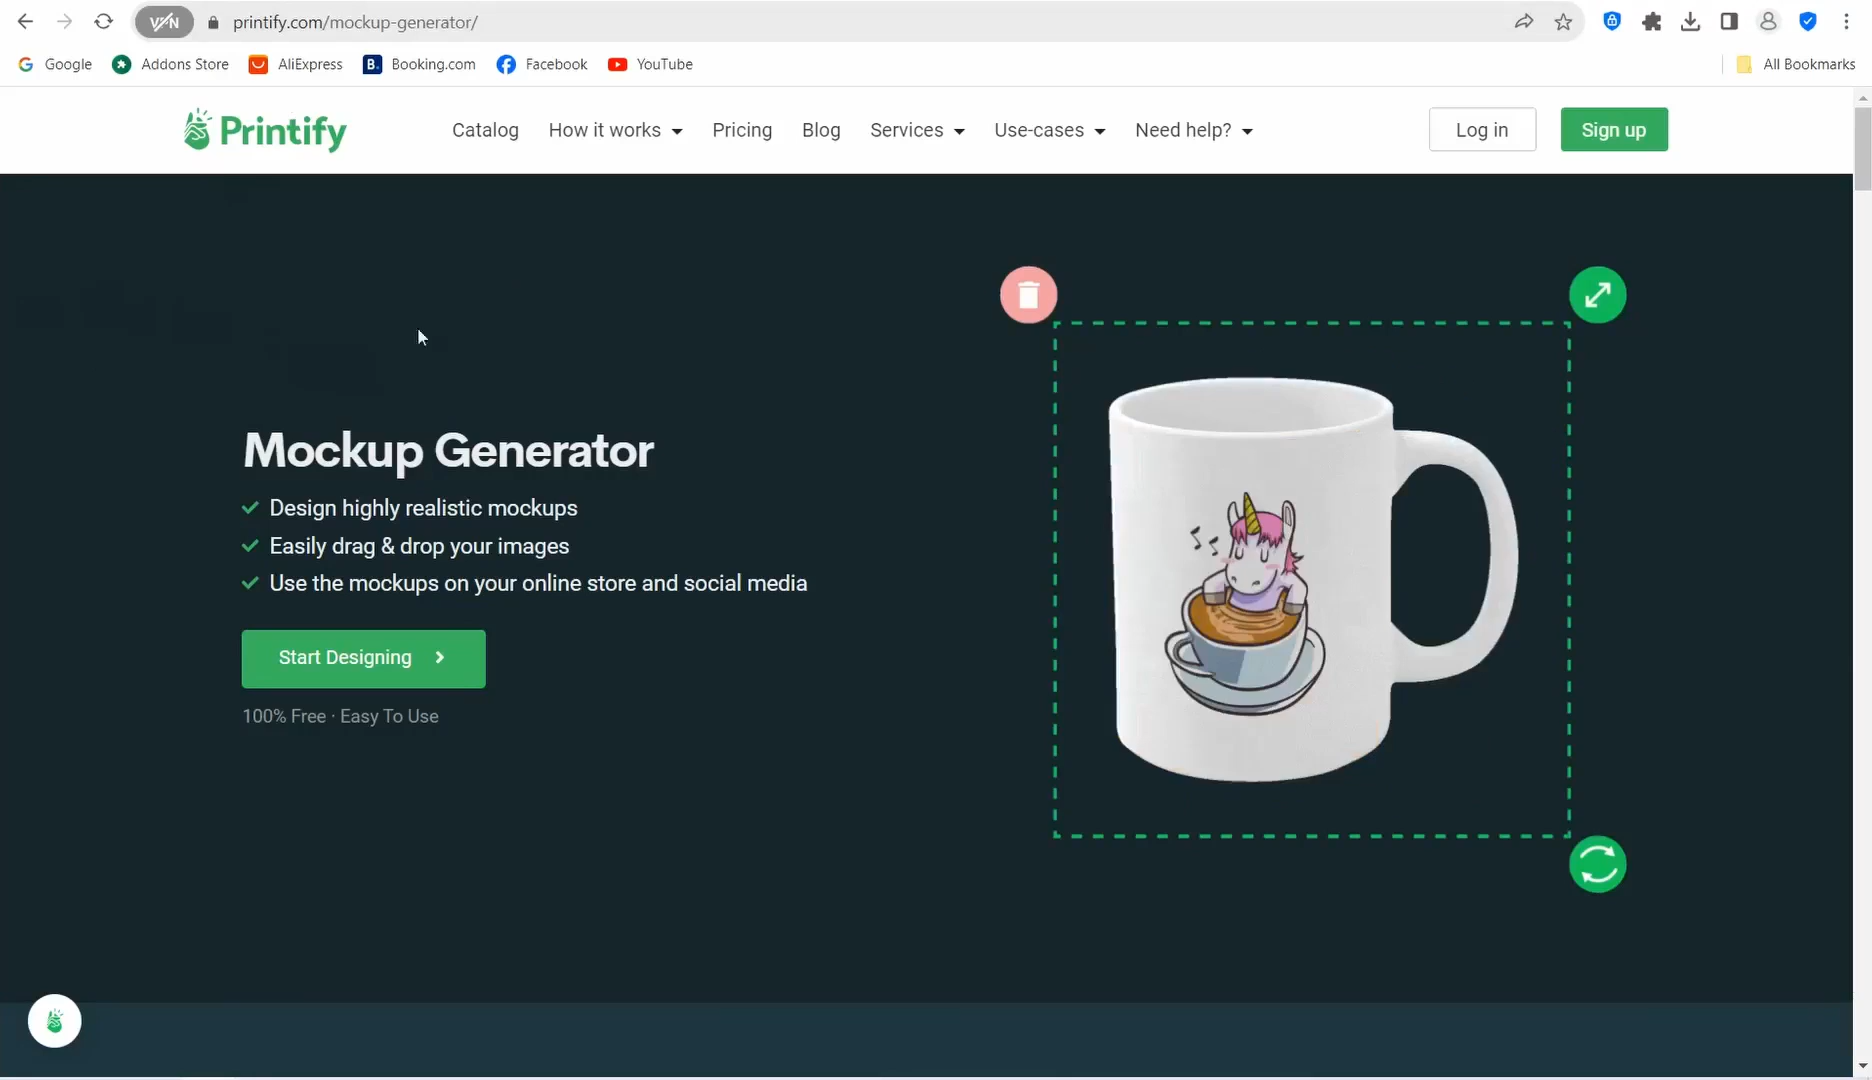 VPN
printify.com/mockup-generator/
Google
Addons Store
AliExpress
B.
Booking.com
Facebook
YouTube
All Bookmarks
Printify
Catalog
How it works
Pricing
Blog
Services
Use-cases
Need help?
Log in
Sign up
Mockup Generator
Design highly realistic mockups
Easily drag & drop your images
Use the mockups on your online store and social media
Start Designing
100% Free · Easy To Use